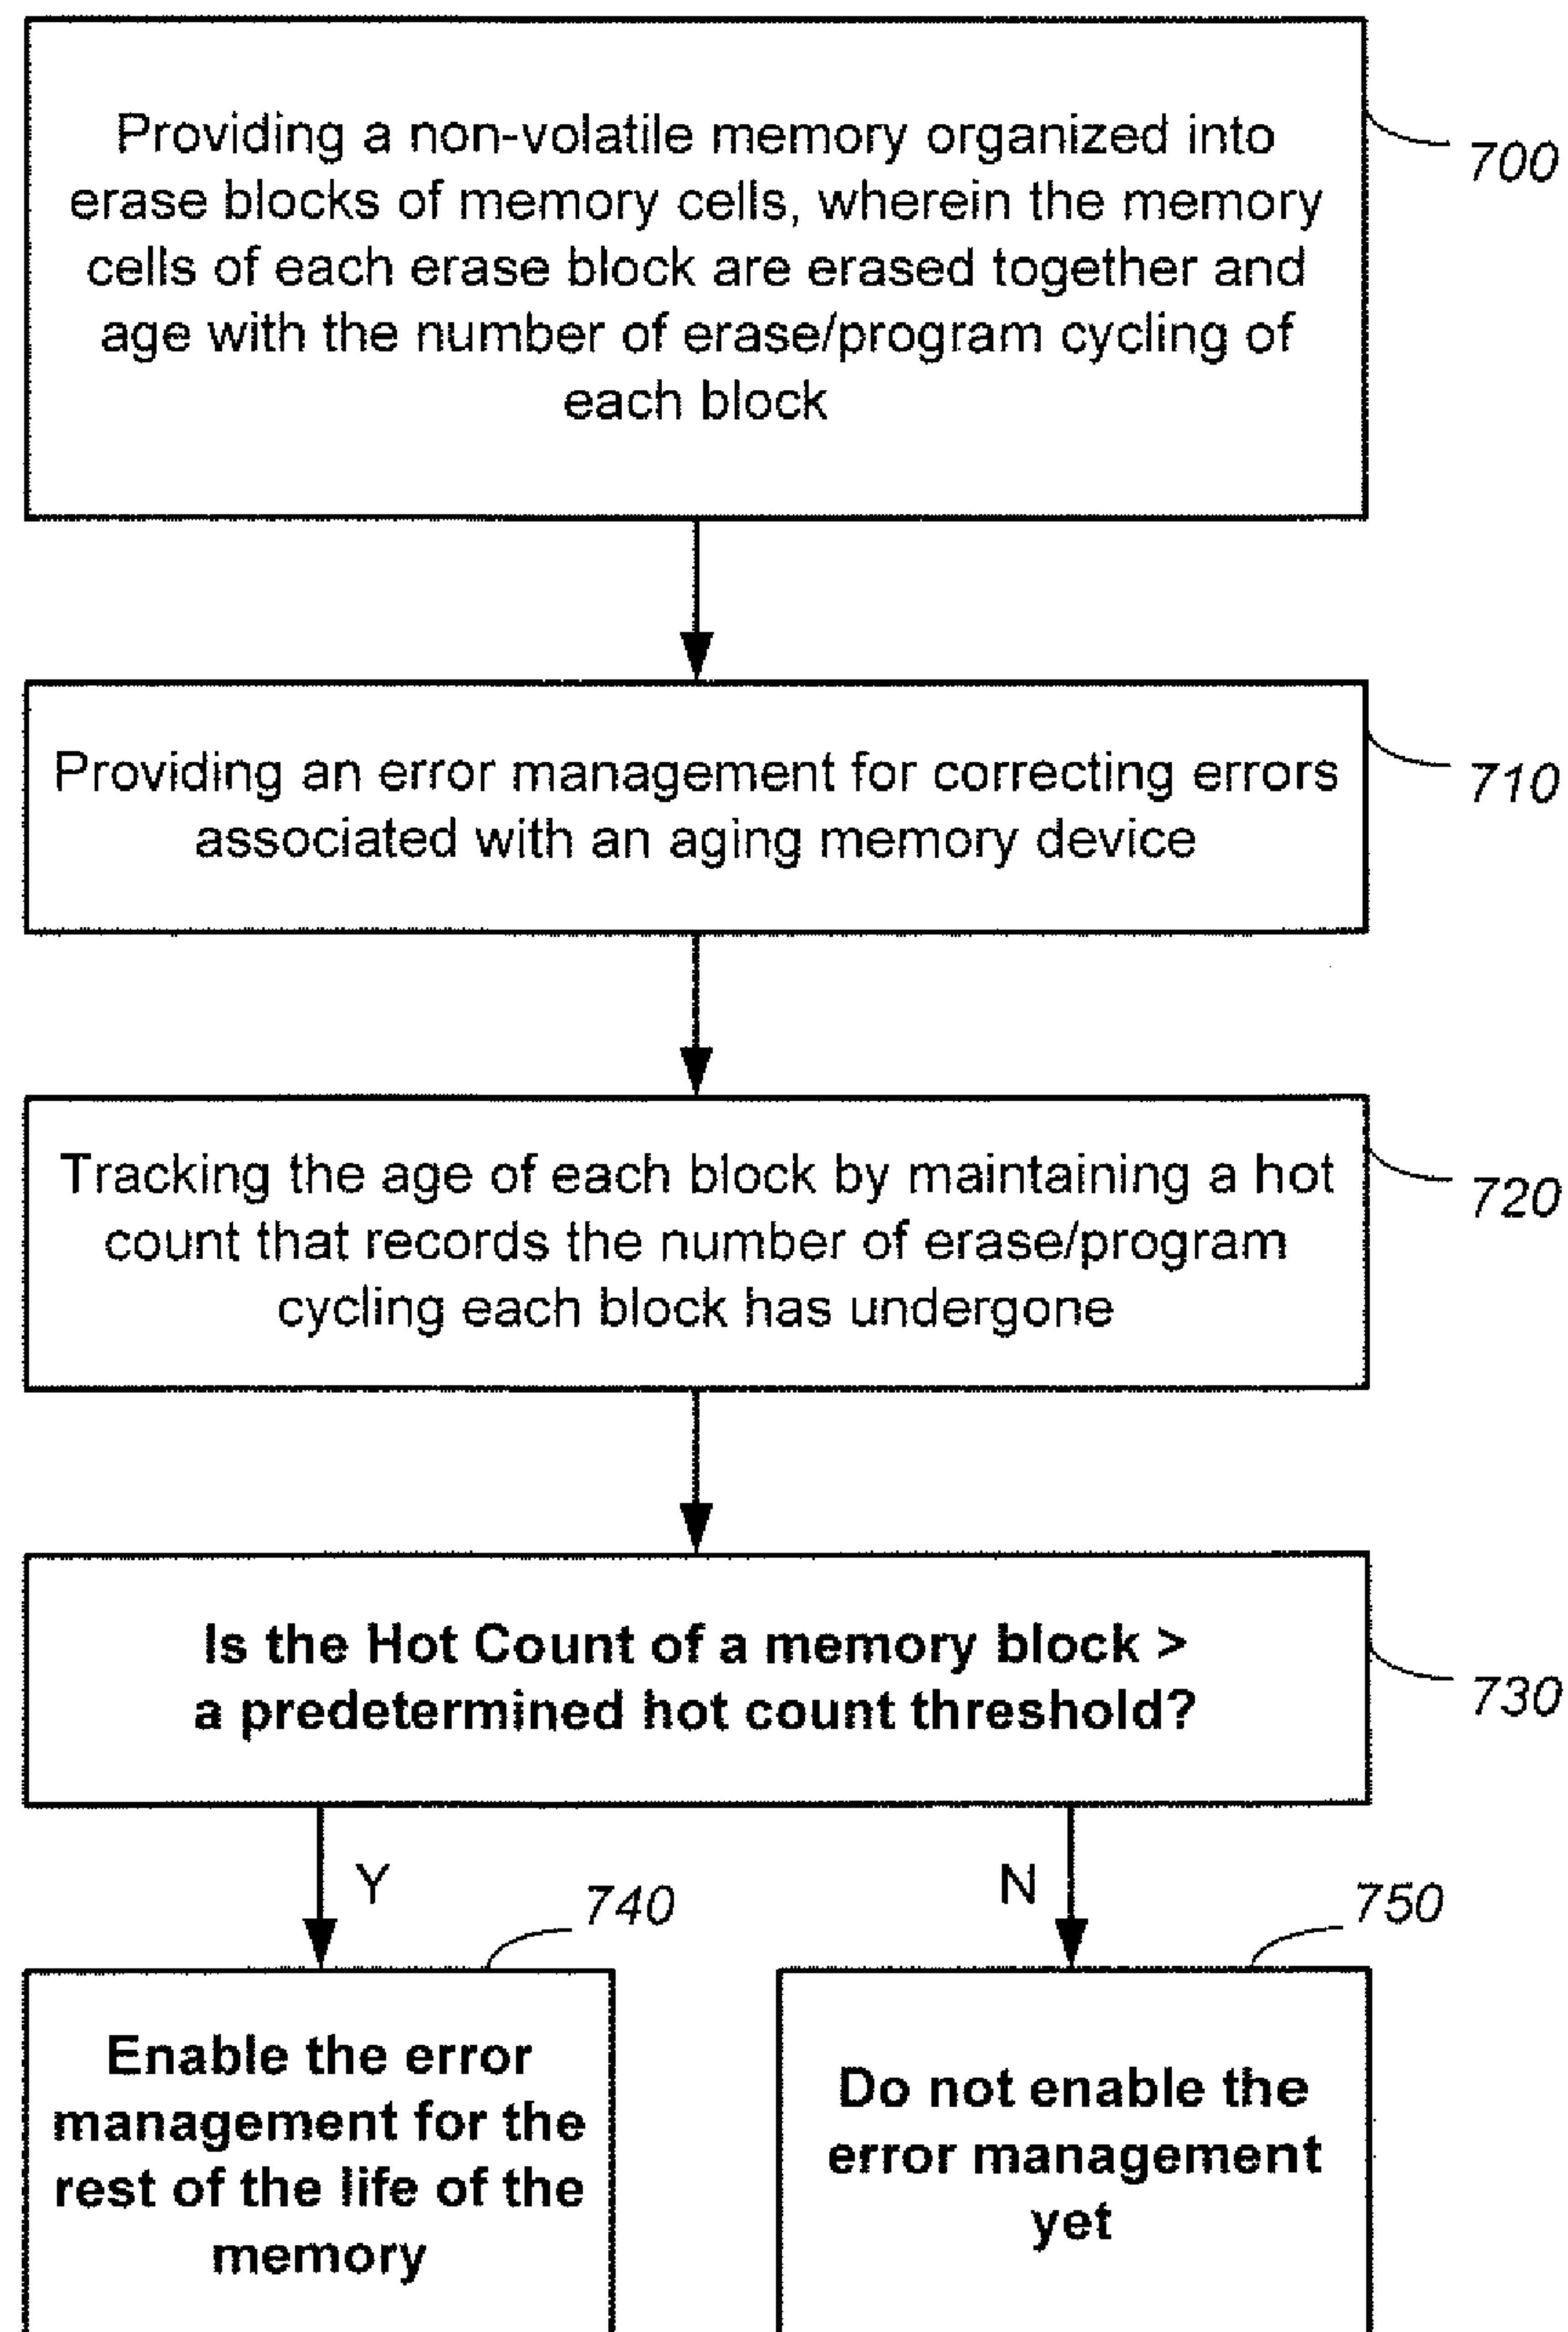 Providing a non-volatile memory organized into
erase blocks of memory cells, wherein the memory
cells of each erase block are erased together and
age with the number of erase/program cycling of
each block
700
Providing an error management for correcting errors
associated with an aging memory device
710
Tracking the age of each block by maintaining a hot
count that records the number of erase/program
cycling each block has undergone
720
Is the Hot Count of a memory block >
a predetermined hot count threshold?
730
Y
740
N
750
Enable the error
management for the
rest of the life of the
memory
Do not enable the
error management
yet